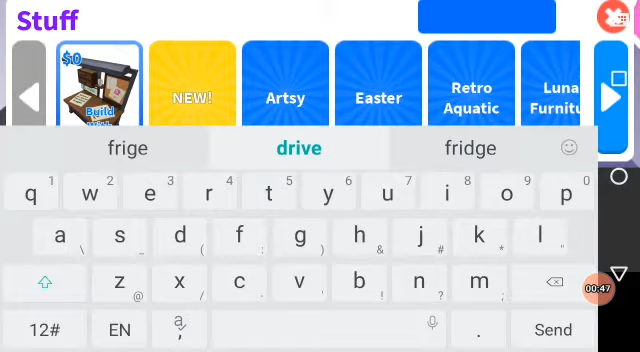 Stuff
$0
Build
NEW!
Artsy
Easter
Retro
Aquatic
Luna
Furnitu
frige drive fridge
q 1 w 2 e 3 r 4 t 5 y 6 u 7 i 8 o 9 p 0
a \ s _ d ( f : g ) h & j # k * l "
z @ x / c - v ' b ! n ? m ;
00:47
12# EN a , . Send